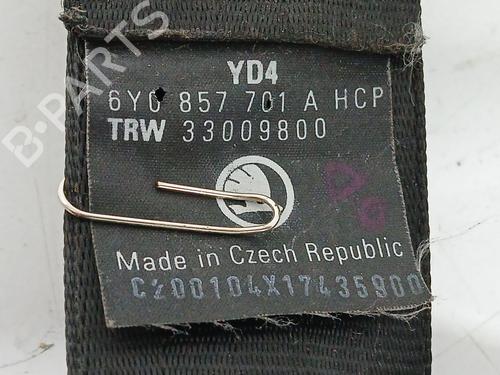 YD4
6Y0 857 701 A HCP
TRW 33009800
Made in Czech Republic
Cz00104X17435900
B-PARTS